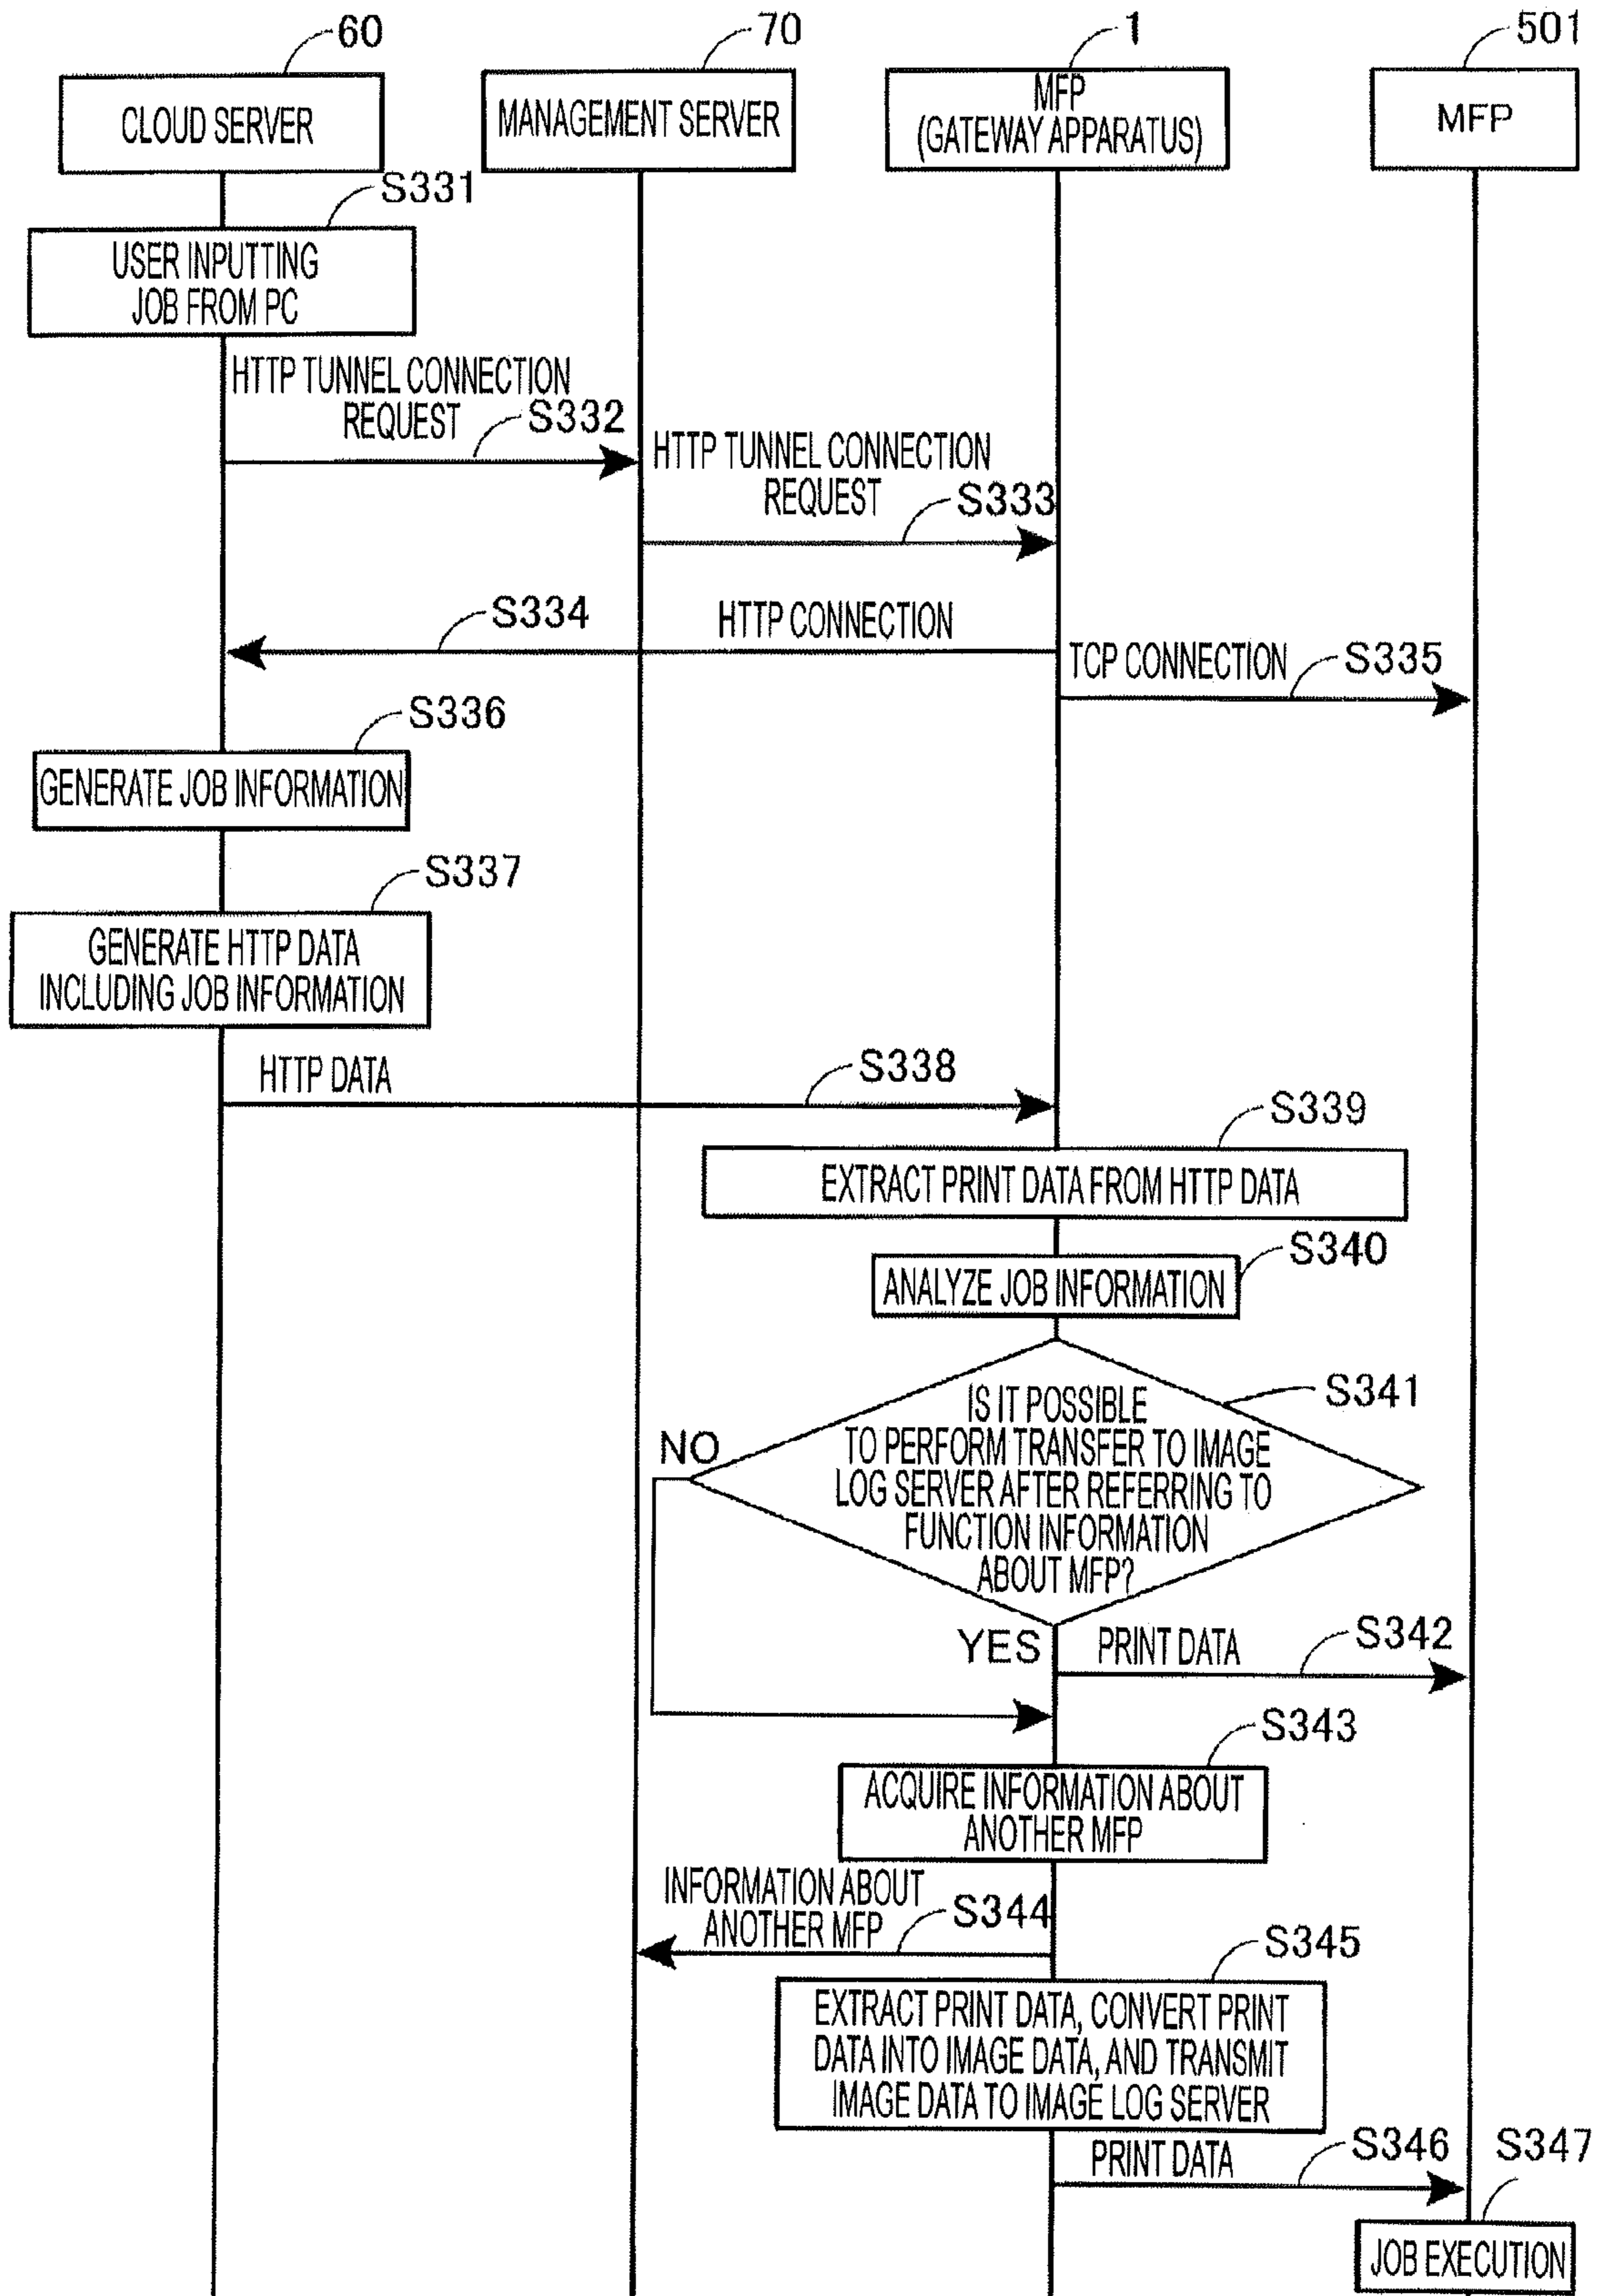 60
70
1
501
CLOUD SERVER
MANAGEMENT SERVER
MFP
(GATEWAY APPARATUS)
MFP
S331
USER INPUTTING
JOB FROM PC
HTTP TUNNEL CONNECTION
REQUEST
S332
HTTP TUNNEL CONNECTION
REQUEST
S333
S334
HTTP CONNECTION
TCP CONNECTION
S335
S336
GENERATE JOB INFORMATION
S337
GENERATE HTTP DATA
INCLUDING JOB INFORMATION
HTTP DATA
S338
S339
EXTRACT PRINT DATA FROM HTTP DATA
S340
ANALYZE JOB INFORMATION
S341
IS IT POSSIBLE
TO PERFORM TRANSFER TO IMAGE
LOG SERVER AFTER REFERRING TO
FUNCTION INFORMATION
ABOUT MFP?
NO
YES
PRINT DATA
S342
S343
ACQUIRE INFORMATION ABOUT
ANOTHER MFP
INFORMATION ABOUT
ANOTHER MFP
S344
S345
EXTRACT PRINT DATA, CONVERT PRINT
DATA INTO IMAGE DATA, AND TRANSMIT
IMAGE DATA TO IMAGE LOG SERVER
PRINT DATA
S346
S347
JOB EXECUTION